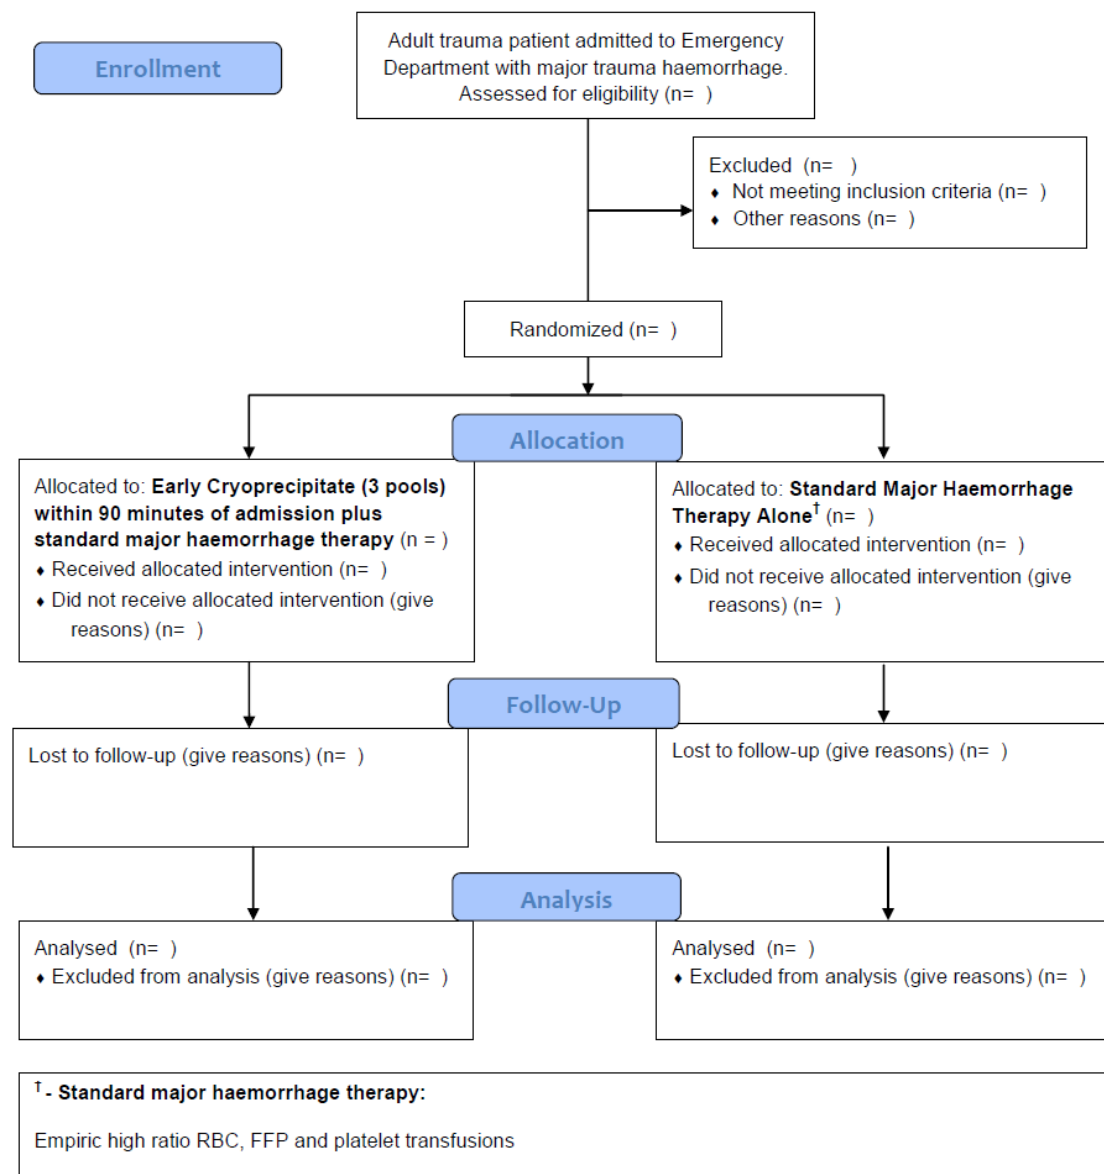 Enrollment
Adult trauma patient admitted to Emergency
Department with major trauma haemorrhage.
Assessed for eligibility (n=  )
Excluded  (n=   )
♦ Not meeting inclusion criteria (n=  )
♦ Other reasons (n=  )
Randomized (n=  )
Allocation
Allocated to: Early Cryoprecipitate (3 pools)
within 90 minutes of admission plus
standard major haemorrhage therapy (n = )
♦ Received allocated intervention (n=  )
♦ Did not receive allocated intervention (give
reasons) (n=  )
Allocated to: Standard Major Haemorrhage
Therapy Alone† (n=  )
♦ Received allocated intervention (n=  )
♦ Did not receive allocated intervention (give
reasons) (n=  )
Follow-Up
Lost to follow-up (give reasons) (n=  )
Lost to follow-up (give reasons) (n=  )
Analysis
Analysed  (n=  )
♦ Excluded from analysis (give reasons) (n=  )
Analysed  (n=  )
♦ Excluded from analysis (give reasons) (n=  )
† - Standard major haemorrhage therapy:
Empiric high ratio RBC, FFP and platelet transfusions